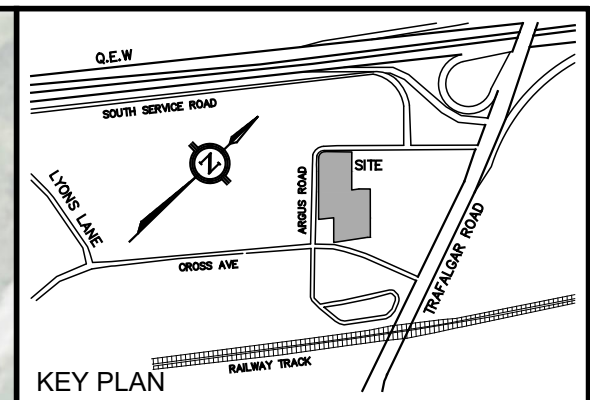 Q.E.W
SOUTH SERVICE ROAD
N
LYONS LANE
ARGUS ROAD
SITE
CROSS AVE
TRAFALGAR ROAD
RAILWAY TRACK
KEY PLAN